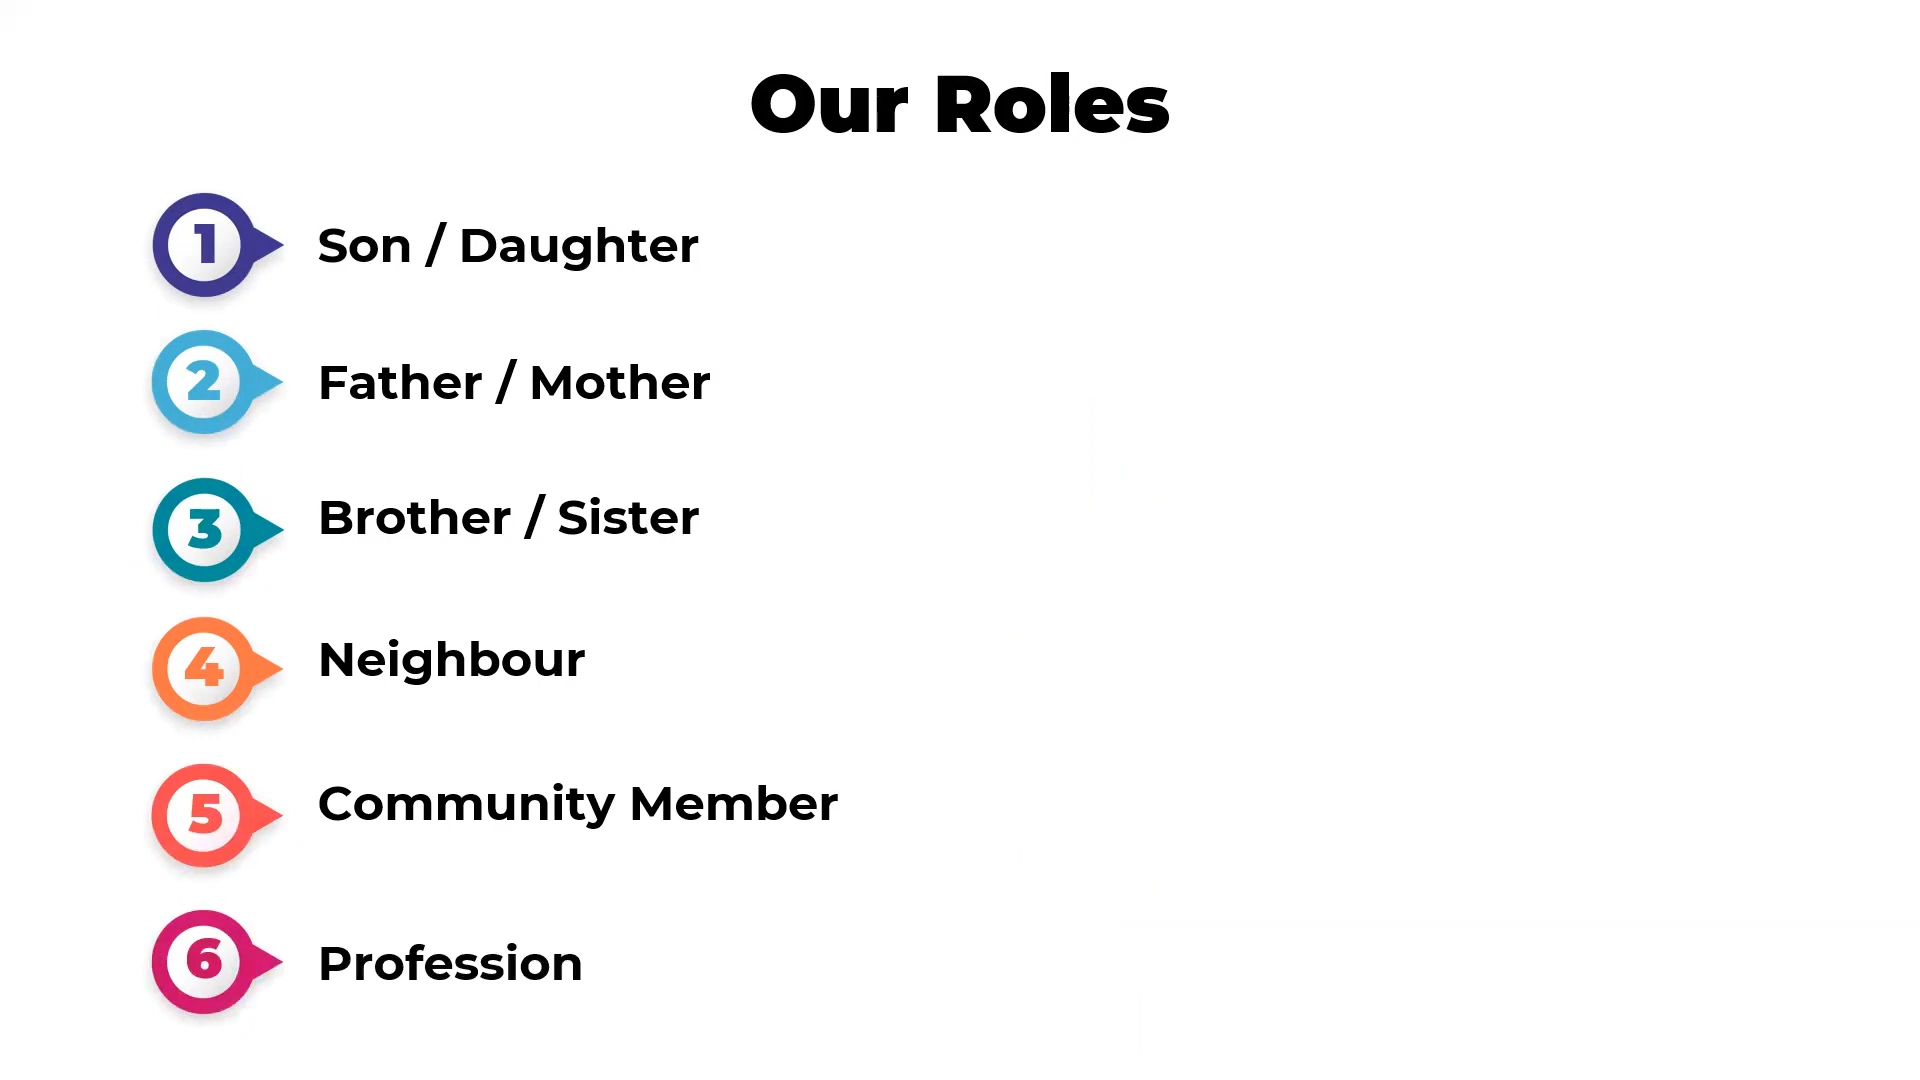 Our Roles
1 Son / Daughter
2 Father / Mother
3 Brother / Sister
4 Neighbour
5 Community Member
6 Profession